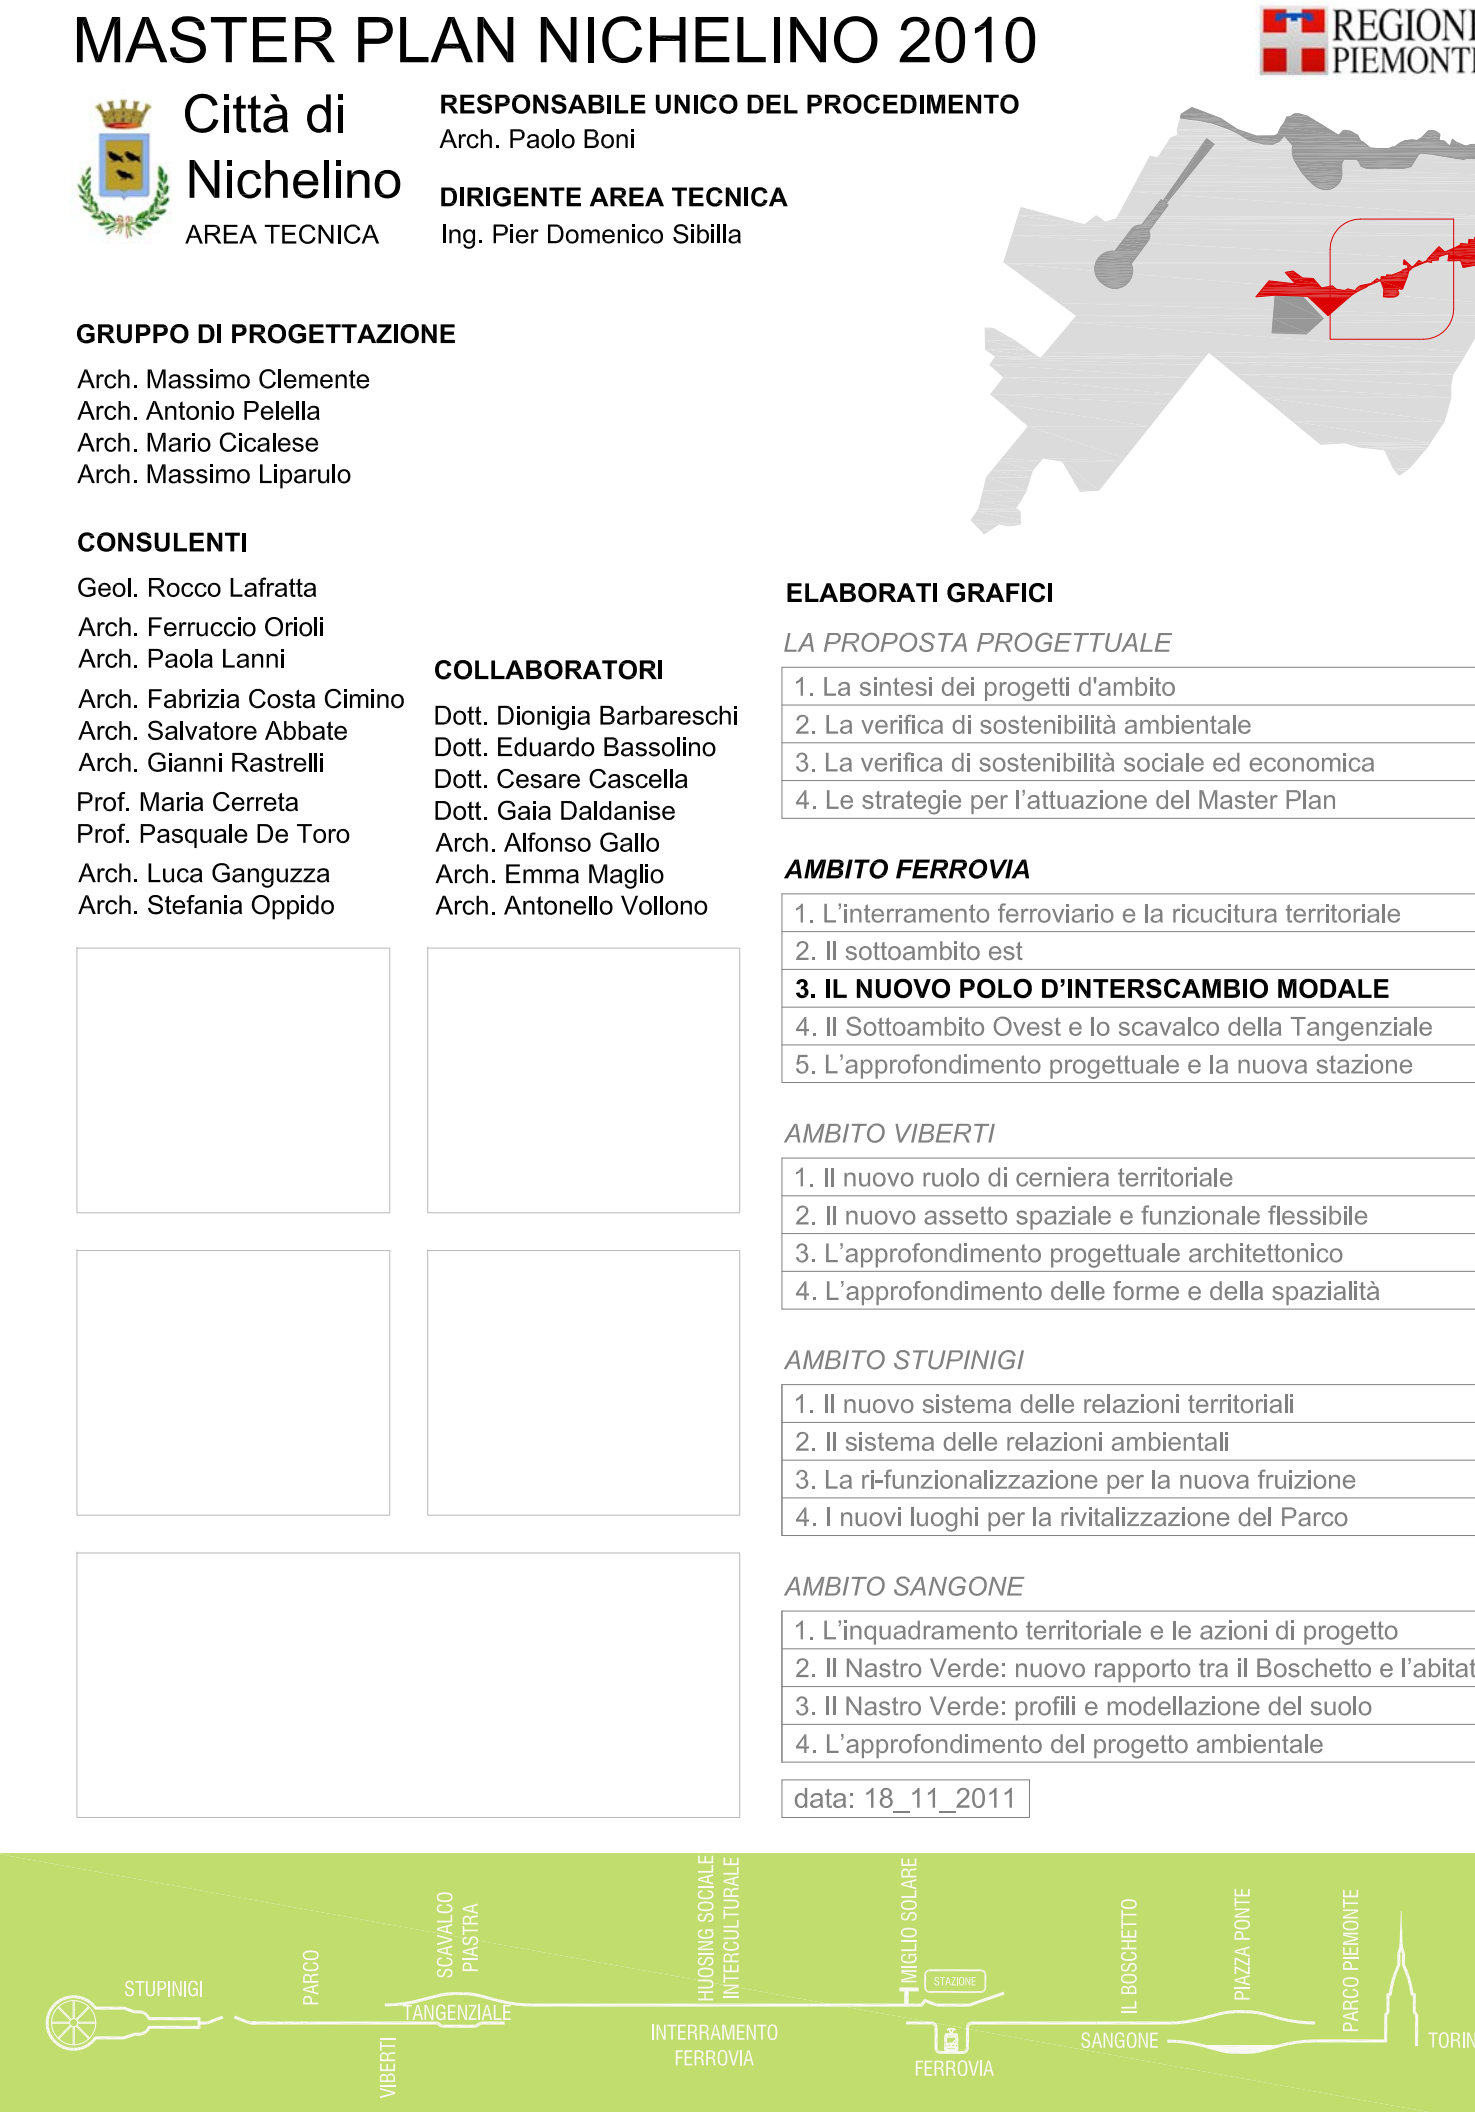 MASTER PLAN NICHELINO 2010
REGIONE
PIEMONTE
Città di
Nichelino
AREA TECNICA
RESPONSABILE UNICO DEL PROCEDIMENTO
Arch. Paolo Boni
DIRIGENTE AREA TECNICA
Ing. Pier Domenico Sibilla
GRUPPO DI PROGETTAZIONE
Arch. Massimo Clemente
Arch. Antonio Pelella
Arch. Mario Cicalese
Arch. Massimo Liparulo
CONSULENTI
Geol. Rocco Lafratta
Arch. Ferruccio Orioli
Arch. Paola Lanni
Arch. Fabrizia Costa Cimino
Arch. Salvatore Abbate
Arch. Gianni Rastrelli
Prof. Maria Cerreta
Prof. Pasquale De Toro
Arch. Luca Ganguzza
Arch. Stefania Oppido
COLLABORATORI
Dott. Dionigia Barbareschi
Dott. Eduardo Bassolino
Dott. Cesare Cascella
Dott. Gaia Daldanise
Arch. Alfonso Gallo
Arch. Emma Maglio
Arch. Antonello Vollono
ELABORATI GRAFICI
LA PROPOSTA PROGETTUALE
1. La sintesi dei progetti d'ambito
2. La verifica di sostenibilità ambientale
3. La verifica di sostenibilità sociale ed economica
4. Le strategie per l’attuazione del Master Plan
AMBITO FERROVIA
1. L’interramento ferroviario e la ricucitura territoriale
2. Il sottoambito est
3. IL NUOVO POLO D’INTERSCAMBIO MODALE
4. Il Sottoambito Ovest e lo scavalco della Tangenziale
5. L’approfondimento progettuale e la nuova stazione
AMBITO VIBERTI
1. Il nuovo ruolo di cerniera territoriale
2. Il nuovo assetto spaziale e funzionale flessibile
3. L’approfondimento progettuale architettonico
4. L’approfondimento delle forme e della spazialità
AMBITO STUPINIGI
1. Il nuovo sistema delle relazioni territoriali
2. Il sistema delle relazioni ambientali
3. La ri-funzionalizzazione per la nuova fruizione
4. I nuovi luoghi per la rivitalizzazione del Parco
AMBITO SANGONE
1. L’inquadramento territoriale e le azioni di progetto
2. Il Nastro Verde: nuovo rapporto tra il Boschetto e l’abitat
3. Il Nastro Verde: profili e modellazione del suolo
4. L’approfondimento del progetto ambientale
data: 18_11_2011
STUPINIGI
PARCO
VIBERTI
SCAVALCO
PIASTRA
TANGENZIALE
HUOSING SOCIALE
INTERCULTURALE
INTERRAMENTO
FERROVIA
MIGLIO SOLARE
STAZIONE
FERROVIA
SANGONE
IL BOSCHETTO
PIAZZA PONTE
PARCO PIEMONTE
TORIN